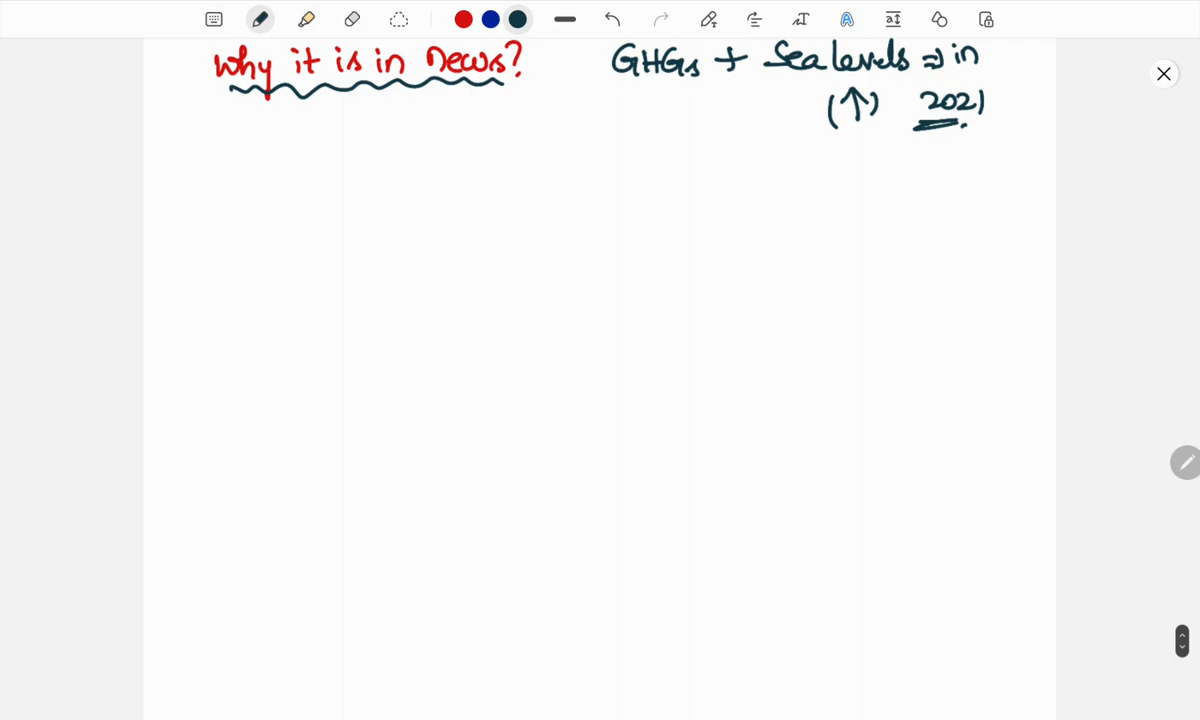 why it is in news?
GHGs + Sea levels => in
(↑) 2021